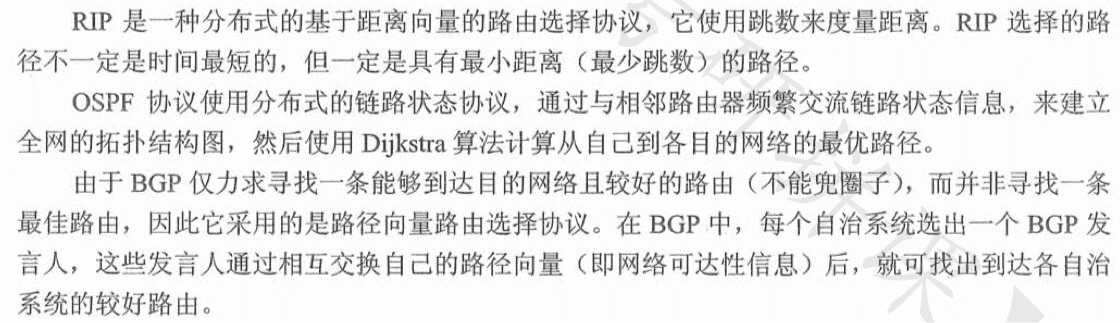 RIP 是一种分布式的基于距离向量的路由选择协议，它使用跳数来度量距离。RIP 选择的路
径不一定是时间最短的，但一定是具有最小距离（最少跳数）的路径。
OSPF 协议使用分布式的链路状态协议，通过与相邻路由器频繁交流链路状态信息，来建立
全网的拓扑结构图，然后使用 Dijkstra 算法计算从自己到各目的网络的最优路径。
由于 BGP 仅力求寻找一条能够到达目的网络且较好的路由（不能兜圈子），而并非寻找一条
最佳路由，因此它采用的是路径向量路由选择协议。在 BGP 中，每个自治系统选出一个 BGP 发
言人，这些发言人通过相互交换自己的路径向量（即网络可达性信息）后，就可找出到达各自治
系统的较好路由。